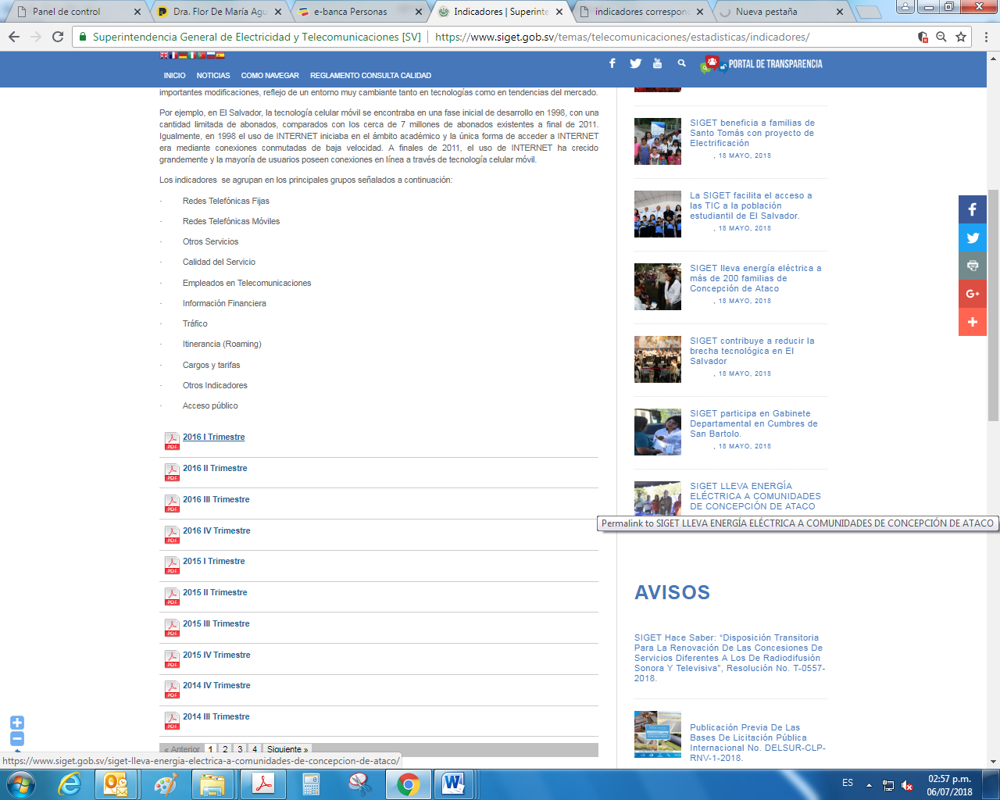 Panel de control
Dra. Flor De María Agu
e-banca Personas
Indicadores | Superinte
indicadores correspon
Nueva pestaña
Superintendencia General de Electricidad y Telecomunicaciones [SV]
https://www.siget.gob.sv/temas/telecomunicaciones/estadisticas/indicadores/
INICIO NOTICIAS COMO NAVEGAR REGLAMENTO CONSULTA CALIDAD
PORTAL DE TRANSPARENCIA
importantes modificaciones, reflejo de un entorno muy cambiante tanto en tecnologías como en tendencias del mercado.
Por ejemplo, en El Salvador, la tecnología celular móvil se encontraba en una fase inicial de desarrollo en 1998, con una
cantidad limitada de abonados, comparados con los cerca de 7 millones de abonados existentes a final de 2011.
Igualmente, en 1998 el uso de INTERNET iniciaba en el ámbito académico y la única forma de acceder a INTERNET
era mediante conexiones conmutadas de baja velocidad. A finales de 2011, el uso de INTERNET ha crecido
grandemente y la mayoría de usuarios poseen conexiones en línea a través de tecnología celular móvil.
Los indicadores se agrupan en los principales grupos señalados a continuación:
· Redes Telefónicas Fijas
· Redes Telefónicas Móviles
· Otros Servicios
· Calidad del Servicio
· Empleados en Telecomunicaciones
· Información Financiera
· Tráfico
· Itinerancia (Roaming)
· Cargos y tarifas
· Otros Indicadores
· Acceso público
PDF 2016 I Trimestre
PDF 2016 II Trimestre
PDF 2016 III Trimestre
PDF 2016 IV Trimestre
PDF 2015 I Trimestre
PDF 2015 II Trimestre
PDF 2015 III Trimestre
PDF 2015 IV Trimestre
PDF 2014 IV Trimestre
PDF 2014 III Trimestre
« Anterior 1 2 3 4 Siguiente »
SIGET beneficia a familias de
Santo Tomás con proyecto de
Electrificación
, 18 MAYO, 2018
La SIGET facilita el acceso a
las TIC a la población
estudiantil de El Salvador.
, 18 MAYO, 2018
SIGET lleva energía eléctrica a
más de 200 familias de
Concepción de Ataco
, 18 MAYO, 2018
SIGET contribuye a reducir la
brecha tecnológica en El
Salvador
, 18 MAYO, 2018
SIGET participa en Gabinete
Departamental en Cumbres de
San Bartolo.
, 18 MAYO, 2018
SIGET LLEVA ENERGÍA
ELÉCTRICA A COMUNIDADES
DE CONCEPCIÓN DE ATACO
Permalink to SIGET LLEVA ENERGÍA ELÉCTRICA A COMUNIDADES DE CONCEPCIÓN DE ATACO
AVISOS
SIGET Hace Saber: “Disposición Transitoria
Para La Renovación De Las Concesiones De
Servicios Diferentes A Los De Radiodifusión
Sonora Y Televisiva”, Resolución No. T-0557-
2018.
Publicación Previa De Las
Bases De Licitación Pública
Internacional No. DELSUR-CLP-
RNV-1-2018.
https://www.siget.gob.sv/siget-lleva-energia-electrica-a-comunidades-de-concepcion-de-ataco/
ES
02:57 p.m.
06/07/2018